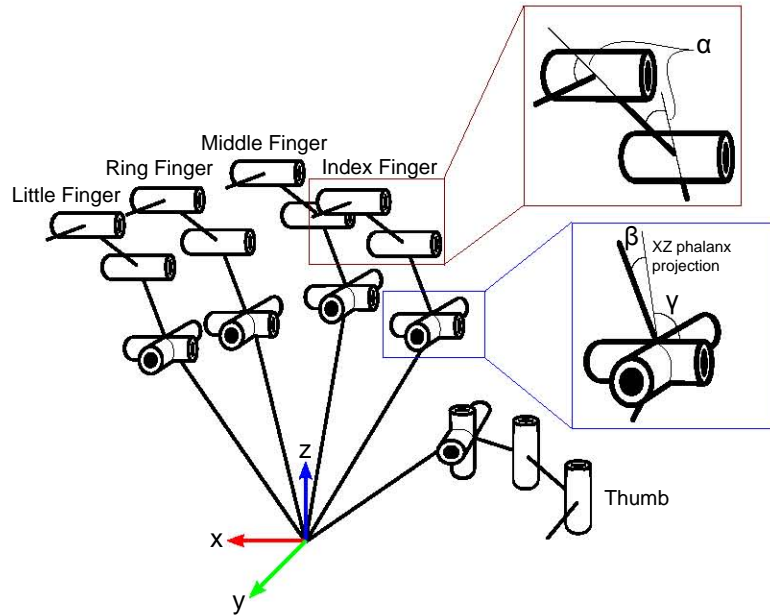 α
Middle Finger
Ring Finger
Index Finger
Little Finger
β
XZ phalanx
projection
γ
z
Thumb
x
y